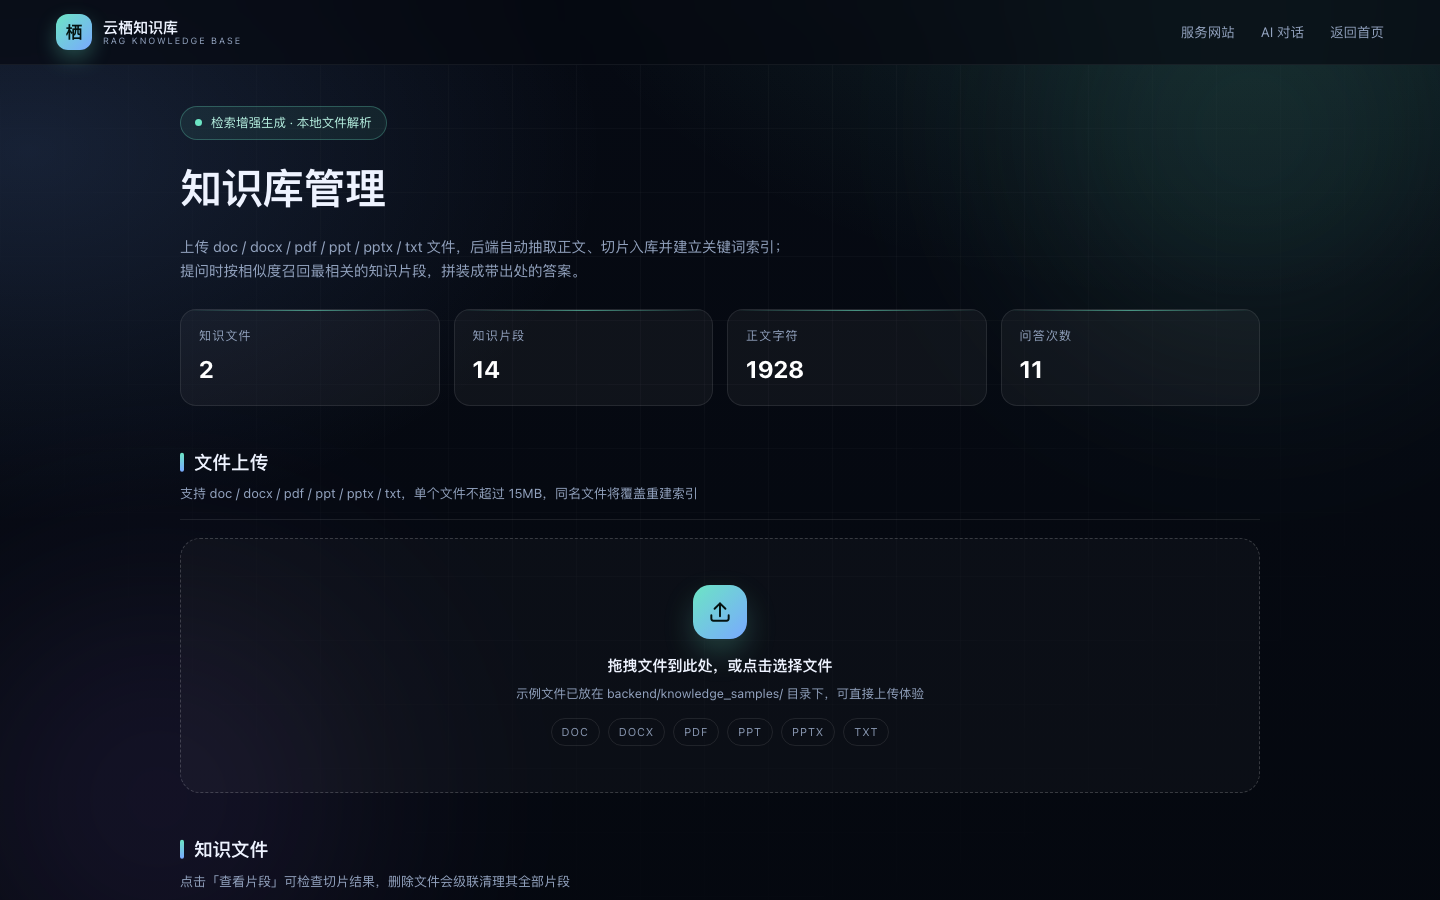 栖
云栖知识库
RAG KNOWLEDGE BASE
服务网站
AI 对话
返回首页
检索增强生成 · 本地文件解析
知识库管理
上传 doc / docx / pdf / ppt / pptx / txt 文件，后端自动抽取正文、切片入库并建立关键词索引；
提问时按相似度召回最相关的知识片段，拼装成带出处的答案。
知识文件
2
知识片段
14
正文字符
1928
问答次数
11
文件上传
支持 doc / docx / pdf / ppt / pptx / txt，单个文件不超过 15MB，同名文件将覆盖重建索引
拖拽文件到此处，或点击选择文件
示例文件已放在 backend/knowledge_samples/ 目录下，可直接上传体验
DOC
DOCX
PDF
PPT
PPTX
TXT
知识文件
点击「查看片段」可检查切片结果，删除文件会级联清理其全部片段